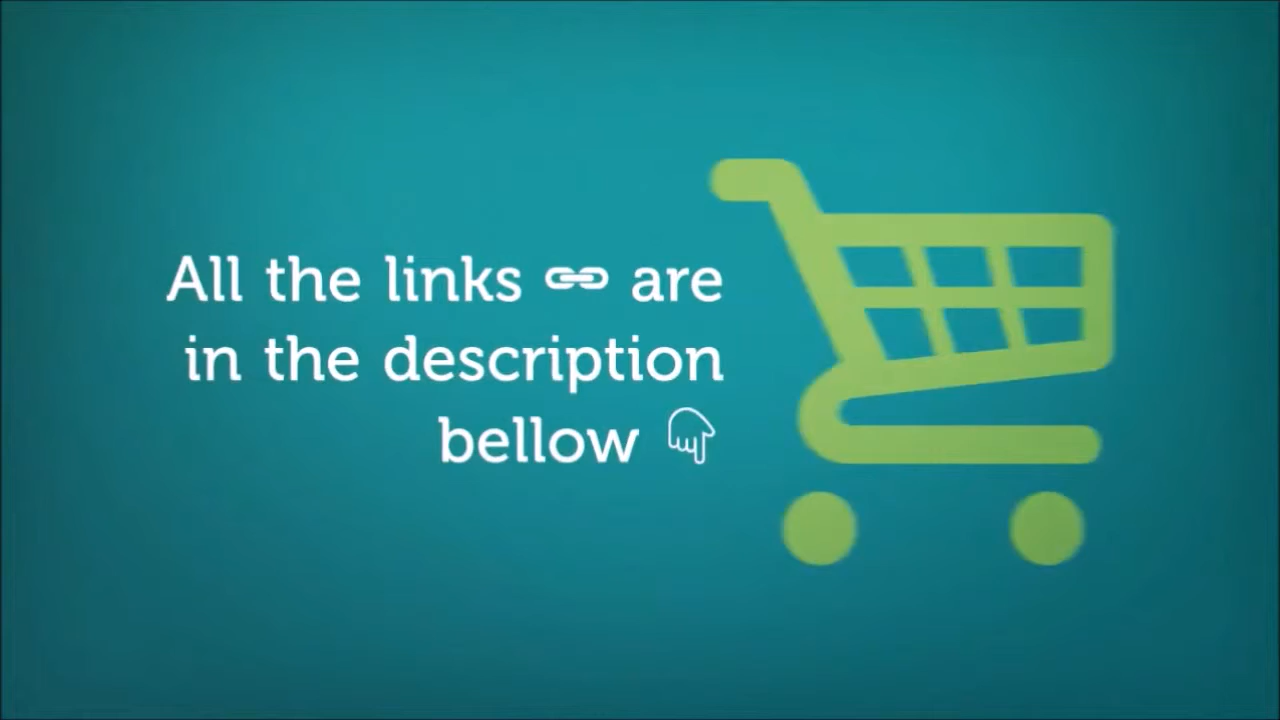 All the links 🔗 are
in the description
bellow 👇